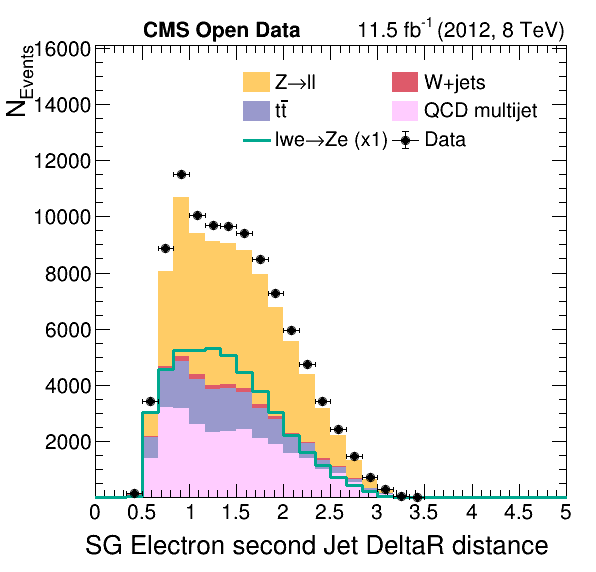 CMS Open Data 11.5 fb⁻¹ (2012, 8 TeV)
N_Events
Z→ll W+jets
tt̄ QCD multijet
lwe→Ze (x1) Data
16000
14000
12000
10000
8000
6000
4000
2000
0 0.5 1 1.5 2 2.5 3 3.5 4 4.5 5
SG Electron second Jet DeltaR distance